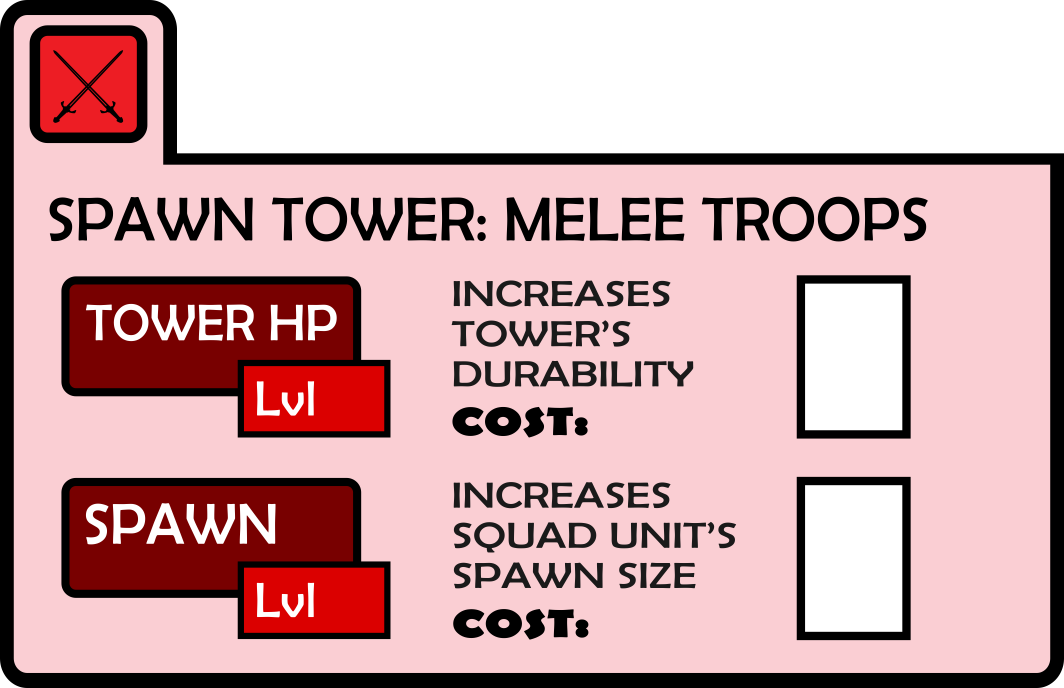 SPAWN TOWER: MELEE TROOPS
TOWER HP
Lvl
INCREASES
TOWER’S
DURABILITY
COST:
SPAWN
Lvl
INCREASES
SQUAD UNIT’S
SPAWN SIZE
COST: